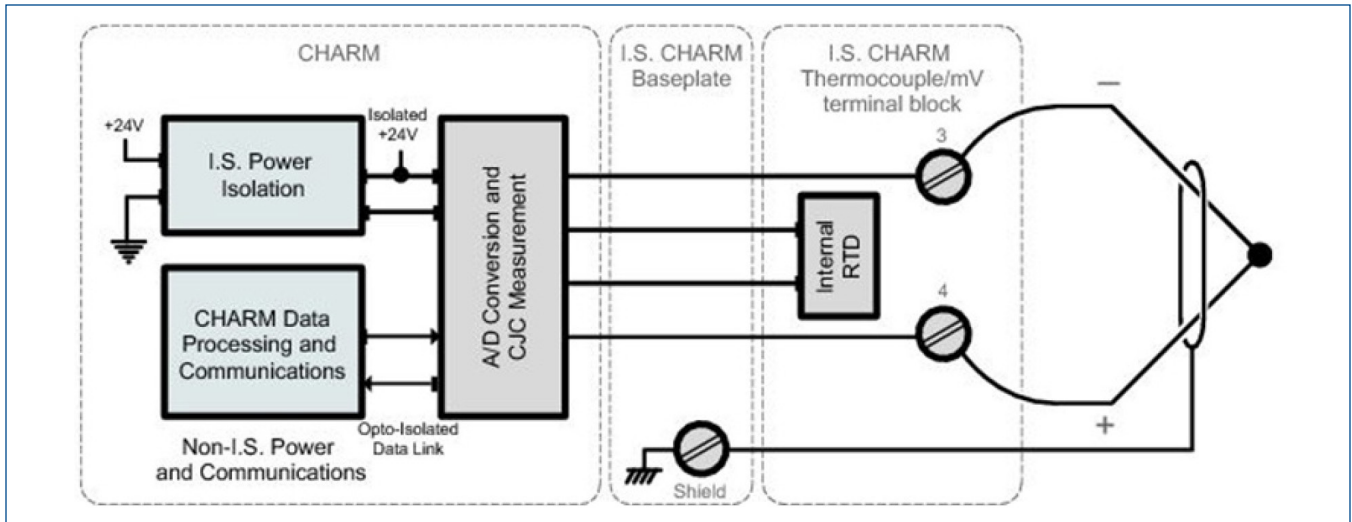 CHARM
I.S. CHARM
Baseplate
I.S. CHARM
Thermocouple/mV
terminal block
+24V
I.S. Power
Isolation
Isolated
+24V
A/D Conversion and
CJC Measurement
CHARM Data
Processing and
Communications
Opto-Isolated
Data Link
Non-I.S. Power
and Communications
Internal
RTD
3
4
−
+
Shield